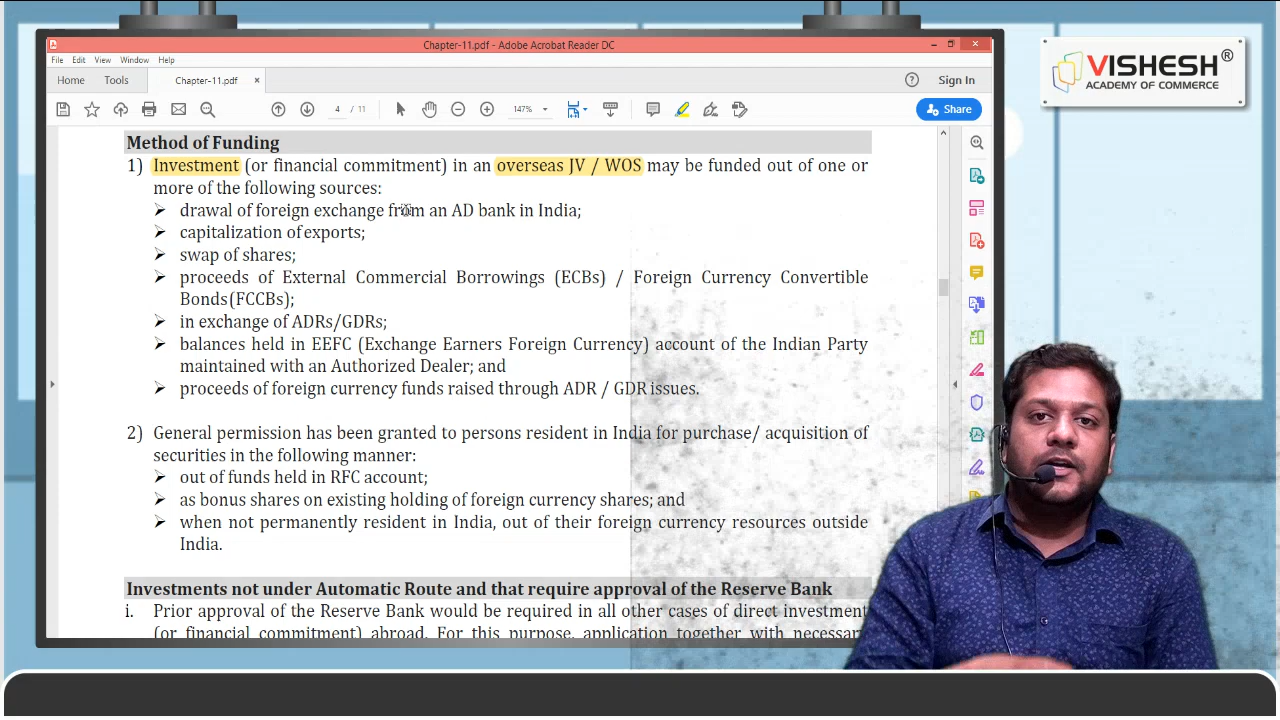 Chapter-11.pdf - Adobe Acrobat Reader DC
File Edit View Window Help
Home Tools Chapter-11.pdf × Sign In
4 / 11 147% Share
VISHESH®
ACADEMY OF COMMERCE
Method of Funding
1) Investment (or financial commitment) in an overseas JV / WOS may be funded out of one or
more of the following sources:
➤ drawal of foreign exchange from an AD bank in India;
➤ capitalization of exports;
➤ swap of shares;
➤ proceeds of External Commercial Borrowings (ECBs) / Foreign Currency Convertible
Bonds(FCCBs);
➤ in exchange of ADRs/GDRs;
➤ balances held in EEFC (Exchange Earners Foreign Currency) account of the Indian Party
maintained with an Authorized Dealer; and
➤ proceeds of foreign currency funds raised through ADR / GDR issues.
2) General permission has been granted to persons resident in India for purchase/ acquisition of
securities in the following manner:
➤ out of funds held in RFC account;
➤ as bonus shares on existing holding of foreign currency shares; and
➤ when not permanently resident in India, out of their foreign currency resources outside
India.
Investments not under Automatic Route and that require approval of the Reserve Bank
i. Prior approval of the Reserve Bank would be required in all other cases of direct investment
(or financial commitment) abroad. For this purpose, application together with